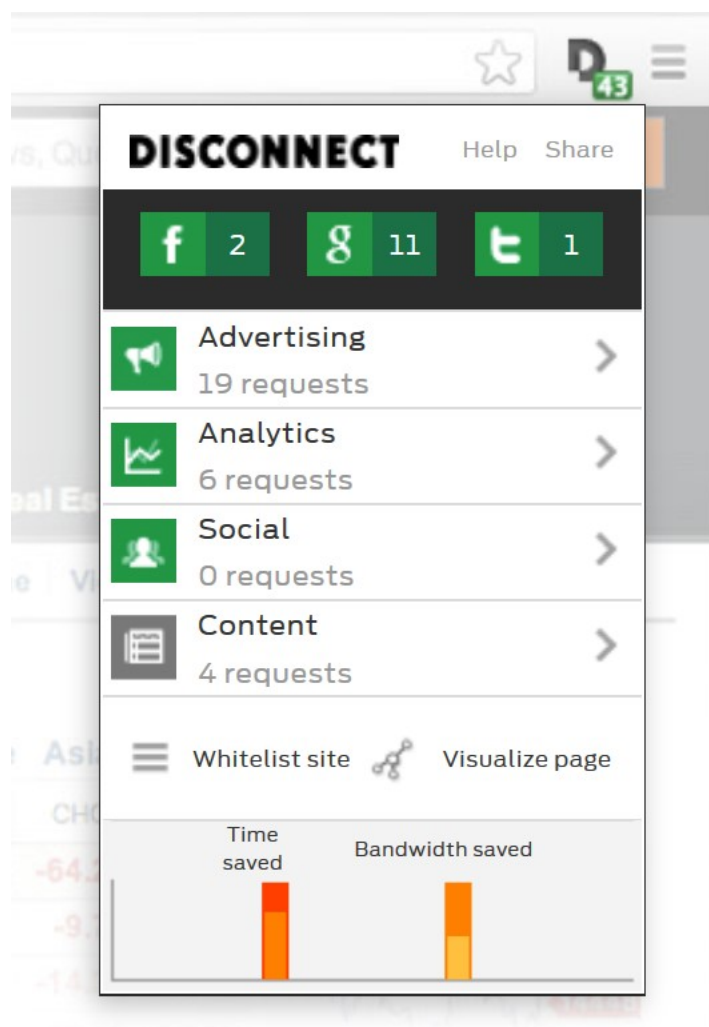 43
DISCONNECT Help Share
f 2 g 11 t 1
Advertising
19 requests
Analytics
6 requests
Social
0 requests
Content
4 requests
Whitelist site Visualize page
Time
saved
Bandwidth saved